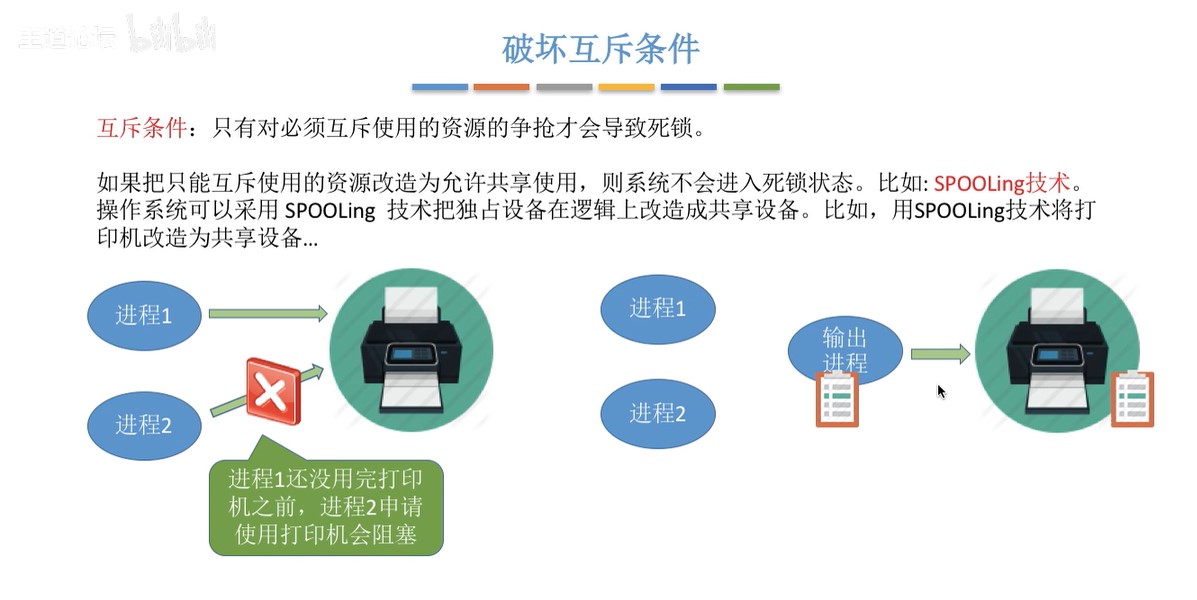 王道论坛 bilibili
破坏互斥条件
互斥条件：只有对必须互斥使用的资源的争抢才会导致死锁。
如果把只能互斥使用的资源改造为允许共享使用，则系统不会进入死锁状态。比如: SPOOLing技术。
操作系统可以采用 SPOOLing 技术把独占设备在逻辑上改造成共享设备。比如，用SPOOLing技术将打
印机改造为共享设备...
进程1
进程2
进程1还没用完打印
机之前，进程2申请
使用打印机会阻塞
进程1
进程2
输出
进程